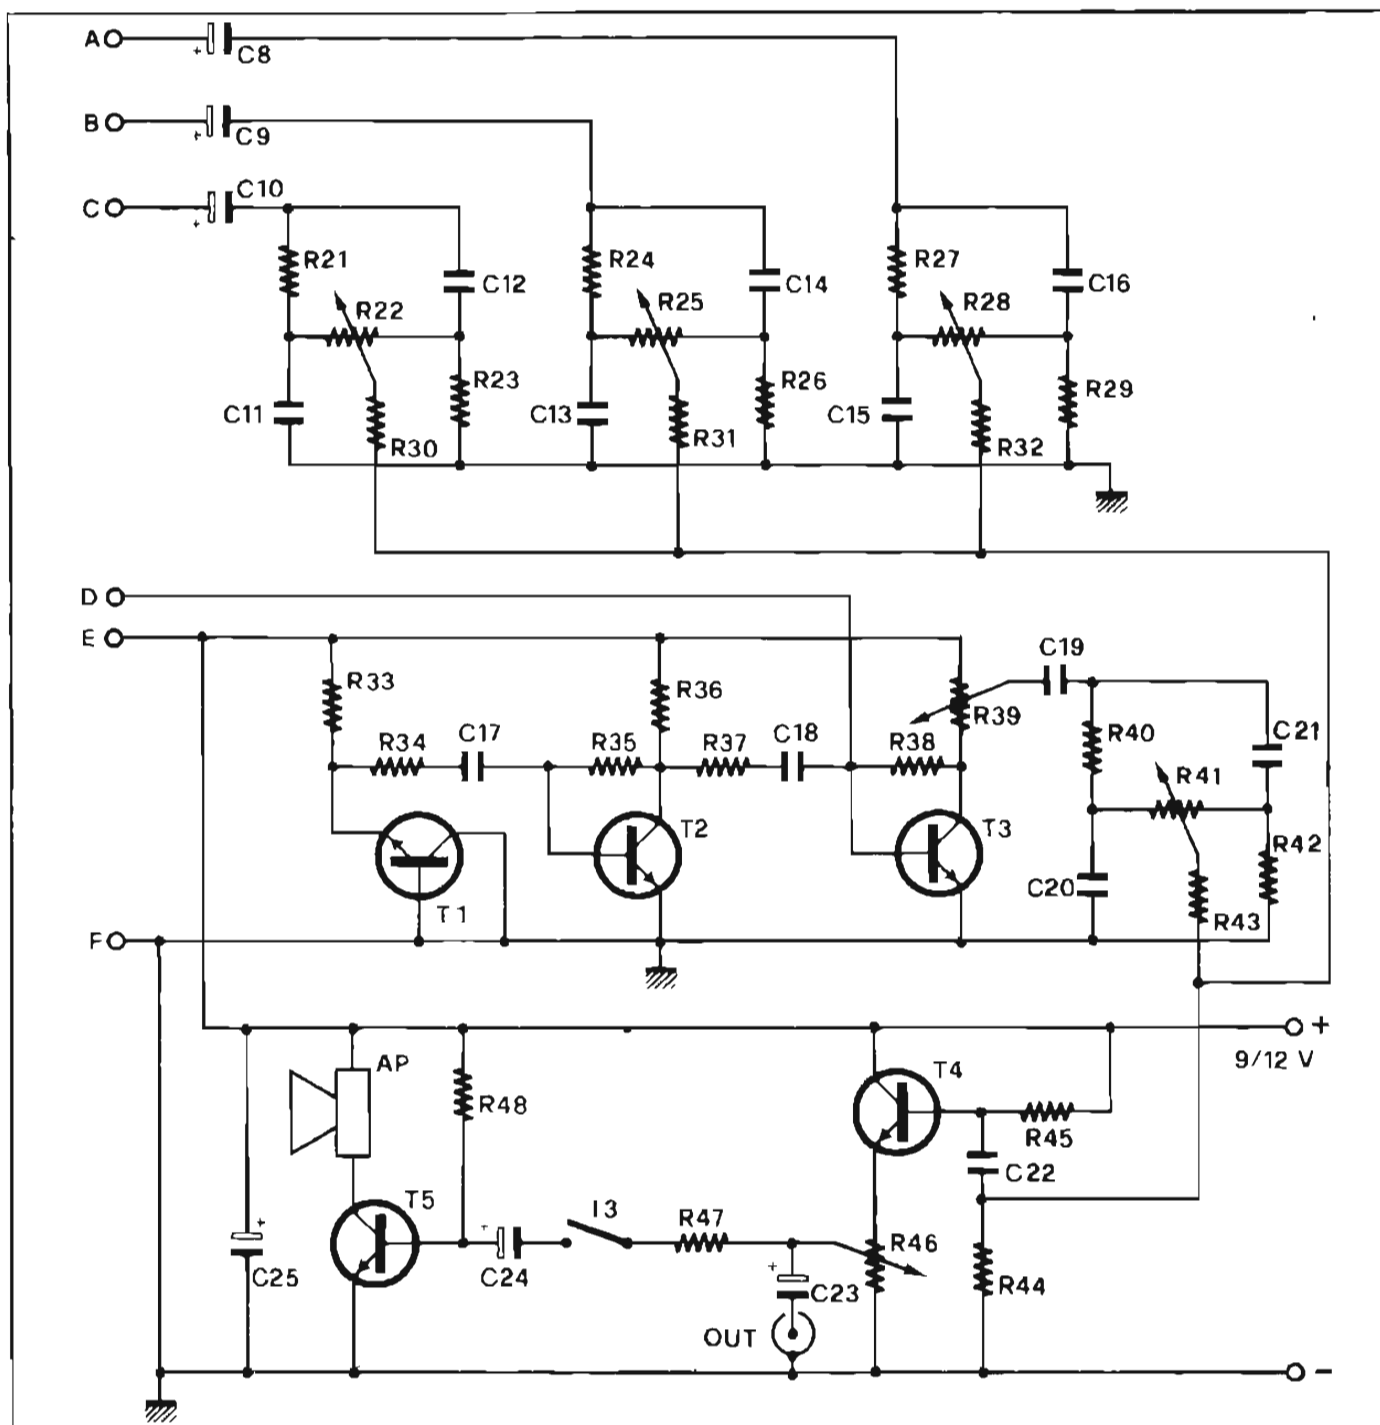 A
+
C8
B
+
C9
C
+
C10
R21
C12
R24
C14
R27
C16
R22
R25
R28
R23
R26
R29
C11
C13
C15
R30
R31
R32
D
E
C19
R33
R36
R39
R34
C17
R35
R37
C18
R38
R40
C21
R41
T2
T3
R42
C20
T1
R43
F
+
9/12 V
AP
T4
R48
R45
C22
T5
I3
R47
R46
+
C25
+
C24
+
C23
R44
OUT
−